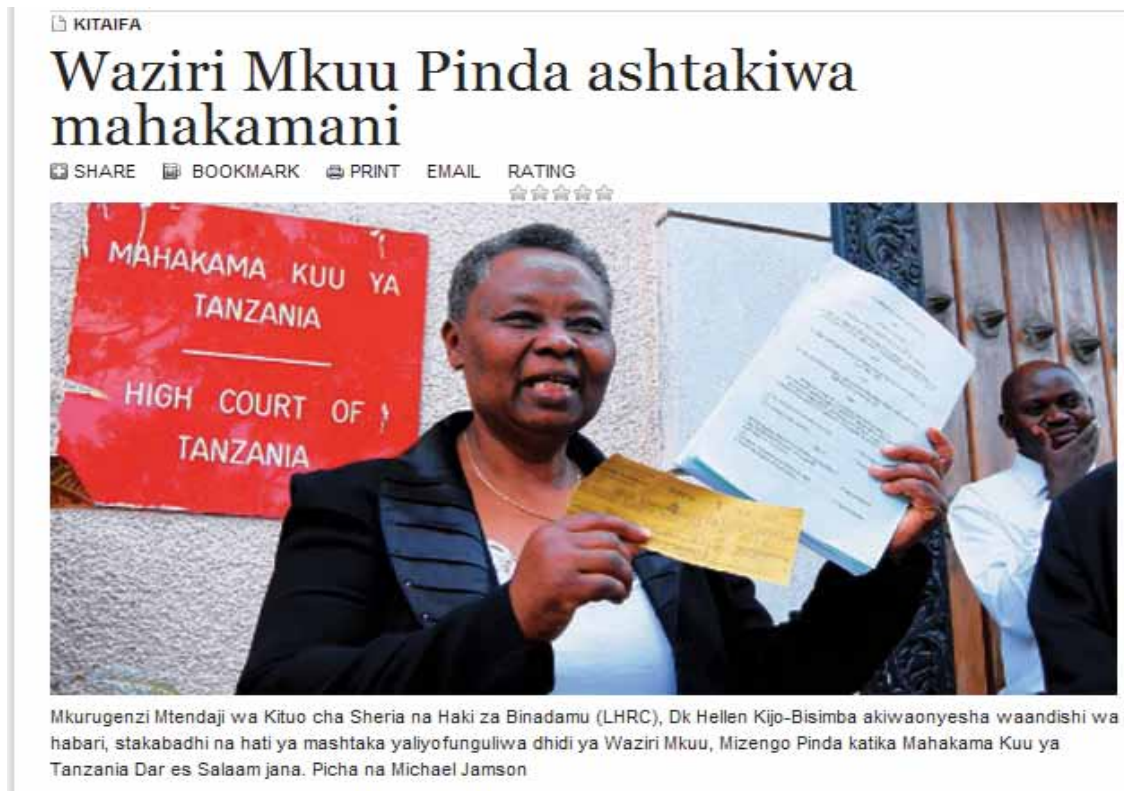 KITAIFA
Waziri Mkuu Pinda ashtakiwa
mahakamani
SHARE BOOKMARK PRINT EMAIL RATING
MAHAKAMA KUU YA
TANZANIA
HIGH COURT OF
TANZANIA
Mkurugenzi Mtendaji wa Kituo cha Sheria na Haki za Binadamu (LHRC), Dk Hellen Kijo-Bisimba akiwaonyesha waandishi wa
habari, stakabadhi na hati ya mashtaka yaliyofunguliwa dhidi ya Waziri Mkuu, Mizengo Pinda katika Mahakama Kuu ya
Tanzania Dar es Salaam jana. Picha na Michael Jamson